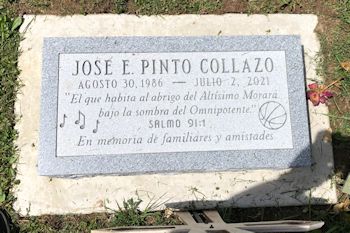 JOSÉ E. PINTO COLLAZO
AGOSTO 30, 1986 — JULIO 2, 2021
"El que habita al abrigo del Altísimo Morará
bajo la sombra del Omnipotente."
SALMO 91:1
En memoria de familiares y amistades